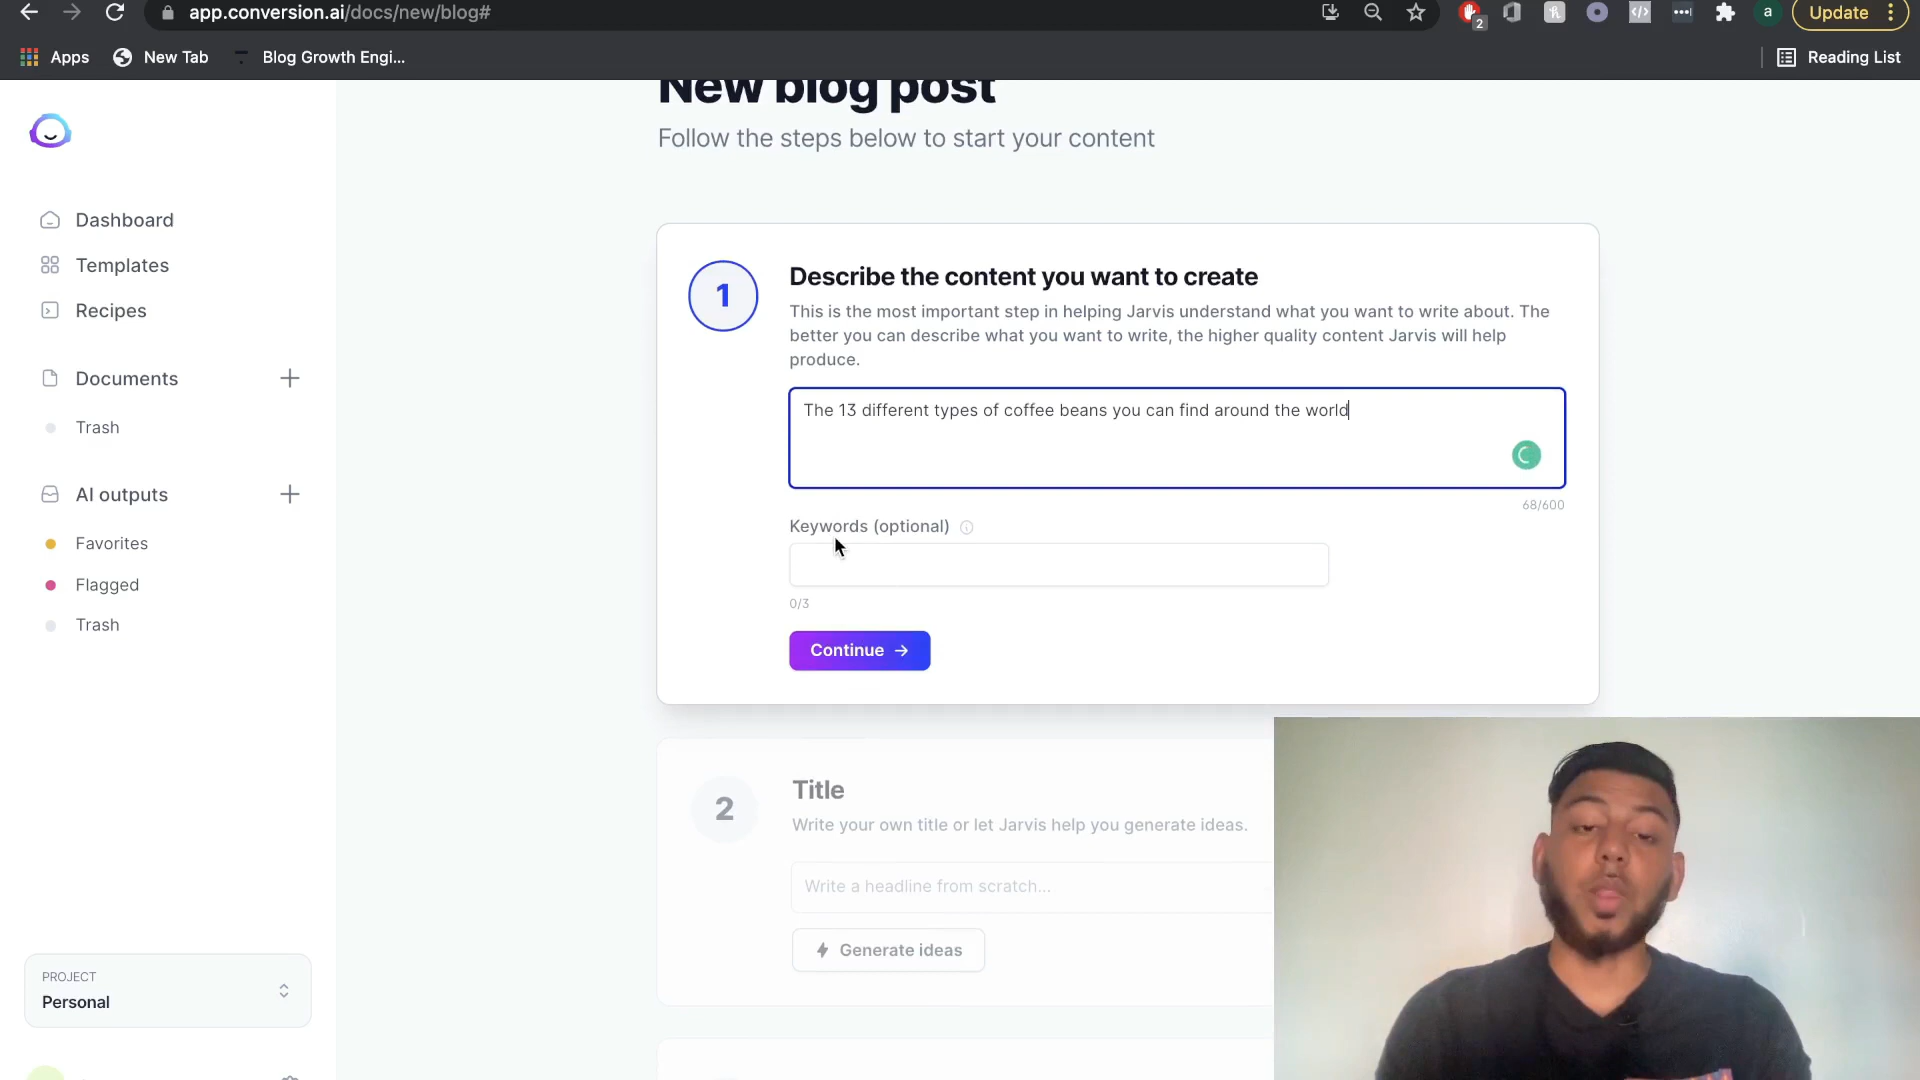 app.conversion.ai/docs/new/blog#
2
a
Update
Apps
New Tab
Blog Growth Engi...
Reading List
New blog post
Follow the steps below to start your content
Dashboard
Templates
Recipes
Documents
Trash
AI outputs
Favorites
Flagged
Trash
PROJECT
Personal
1
Describe the content you want to create
This is the most important step in helping Jarvis understand what you want to write about. The
better you can describe what you want to write, the higher quality content Jarvis will help
produce.
The 13 different types of coffee beans you can find around the world
68/600
Keywords (optional)
0/3
Continue →
2
Title
Write your own title or let Jarvis help you generate ideas.
Write a headline from scratch...
Generate ideas